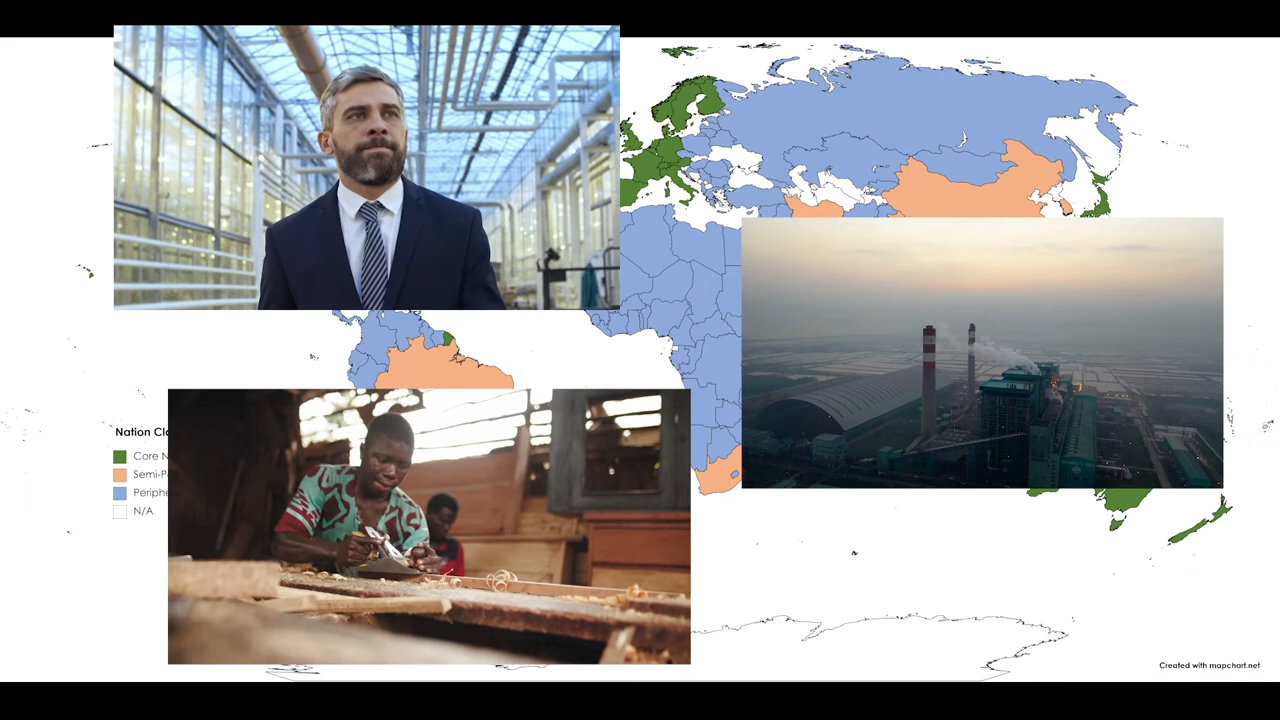 Nation Cl
Core N
Semi-P
Periphe
N/A
Created with mapchart.net